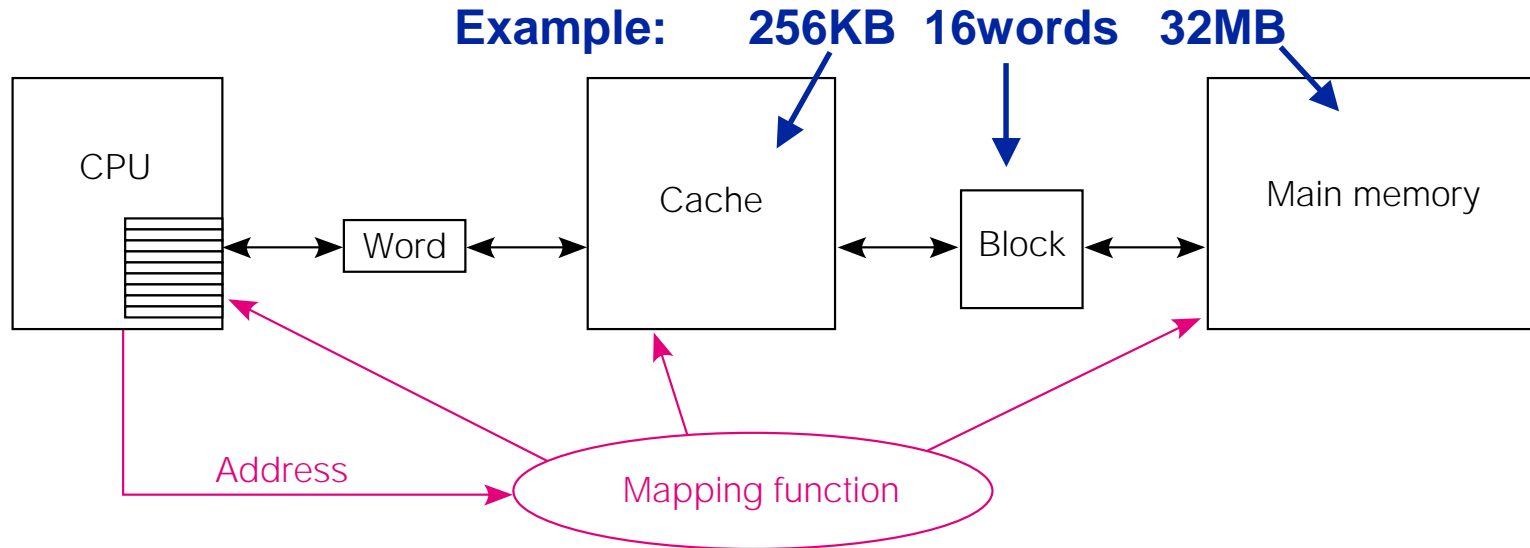 Example: 256KB 16words 32MB
CPU
Word
Cache
Block
Main memory
Address
Mapping function